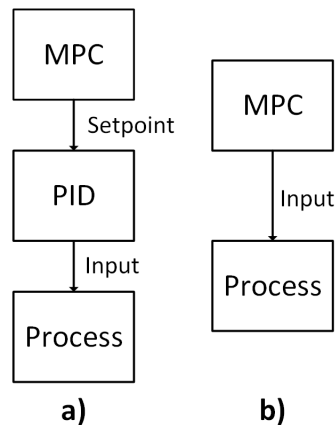 MPC
Setpoint
PID
Input
Process
a)
MPC
Input
Process
b)